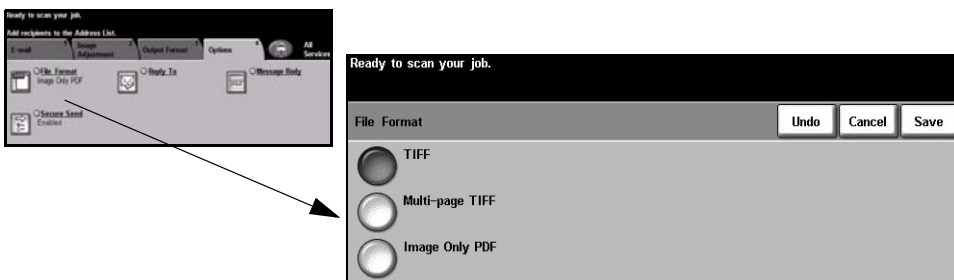 Ready to scan your job.
Add recipients to the Address List.
E-mail
Image Adjustment
Output Format
Options
All Services
File Format
Image Only PDF
Reply To
Message Body
Secure Send
Enabled
Ready to scan your job.
File Format
Undo
Cancel
Save
TIFF
Multi-page TIFF
Image Only PDF